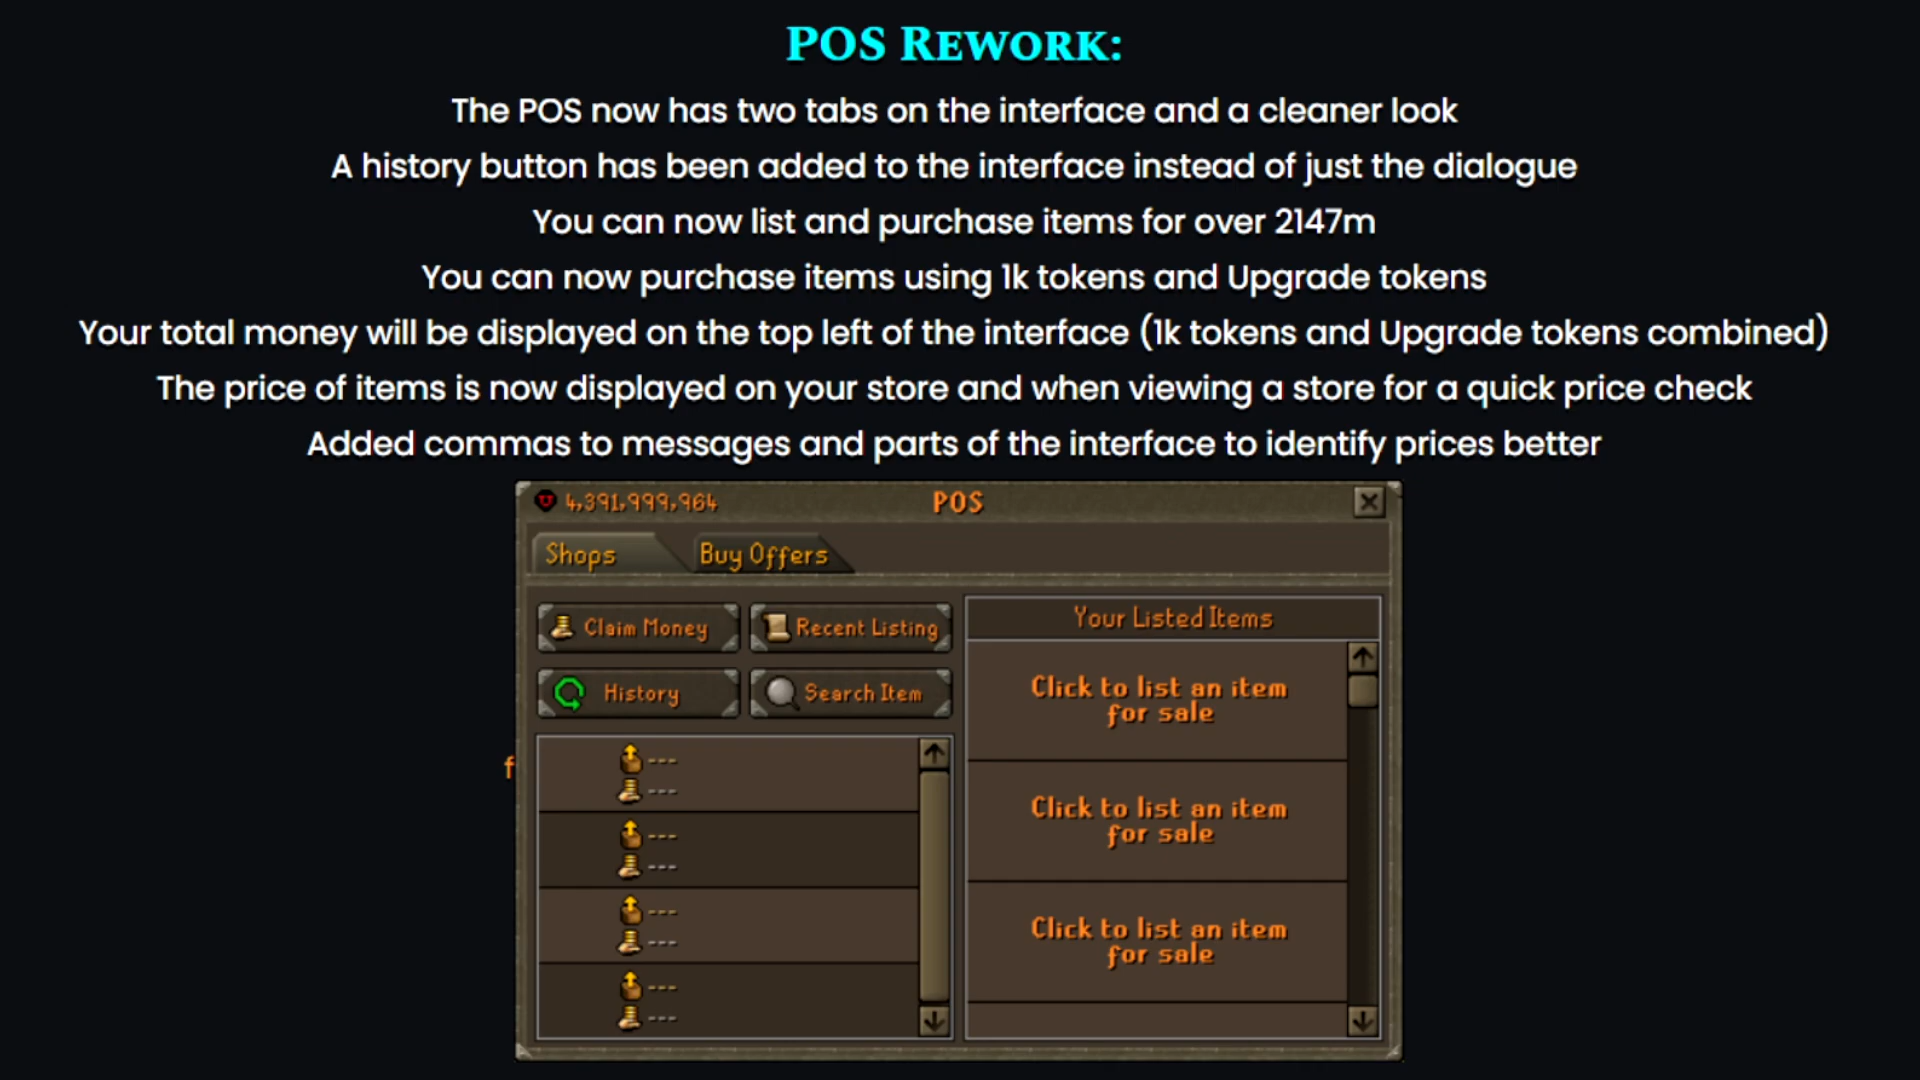 POS REWORK:
The POS now has two tabs on the interface and a cleaner look
A history button has been added to the interface instead of just the dialogue
You can now list and purchase items for over 2147m
You can now purchase items using 1k tokens and Upgrade tokens
Your total money will be displayed on the top left of the interface (1k tokens and Upgrade tokens combined)
The price of items is now displayed on your store and when viewing a store for a quick price check
Added commas to messages and parts of the interface to identify prices better
4,391,999,964 POS
Shops Buy Offers
Claim Money Recent Listing
History Search Item
---
---
---
---
---
---
---
---
Your Listed Items
Click to list an item
for sale
Click to list an item
for sale
Click to list an item
for sale
f